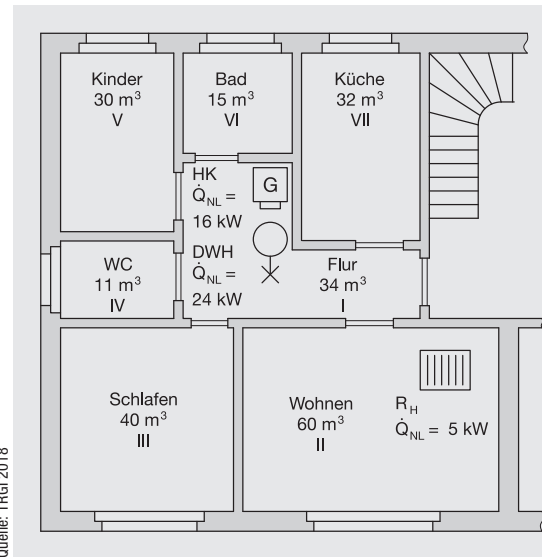 Kinder
30 m³
V
Bad
15 m³
VI
Küche
32 m³
VII
HK
Q̇NL =
16 kW
G
DWH
Q̇NL =
24 kW
WC
11 m³
IV
Flur
34 m³
I
Schlafen
40 m³
III
Wohnen
60 m³
II
RH
Q̇NL = 5 kW
Quelle: TRGI 2018